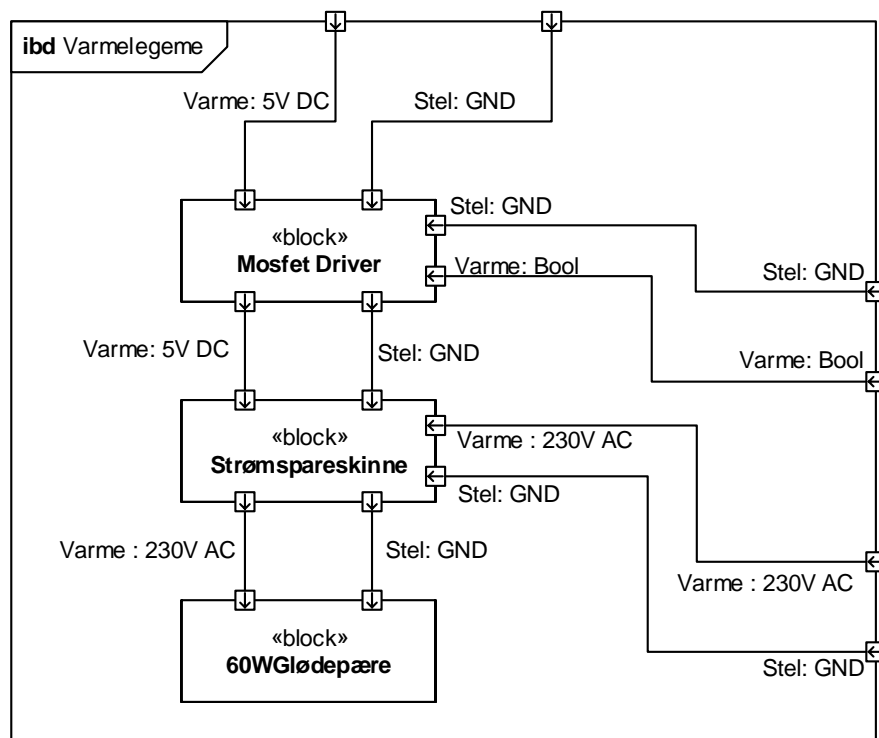 ibd Varmelegeme
Varme: 5V DC
Stel: GND
«block»
Mosfet Driver
Stel: GND
Varme: Bool
Stel: GND
Varme: Bool
Varme: 5V DC
Stel: GND
«block»
Strømspareskinne
Varme : 230V AC
Stel: GND
Varme : 230V AC
Stel: GND
Varme : 230V AC
Stel: GND
«block»
60WGlødepære